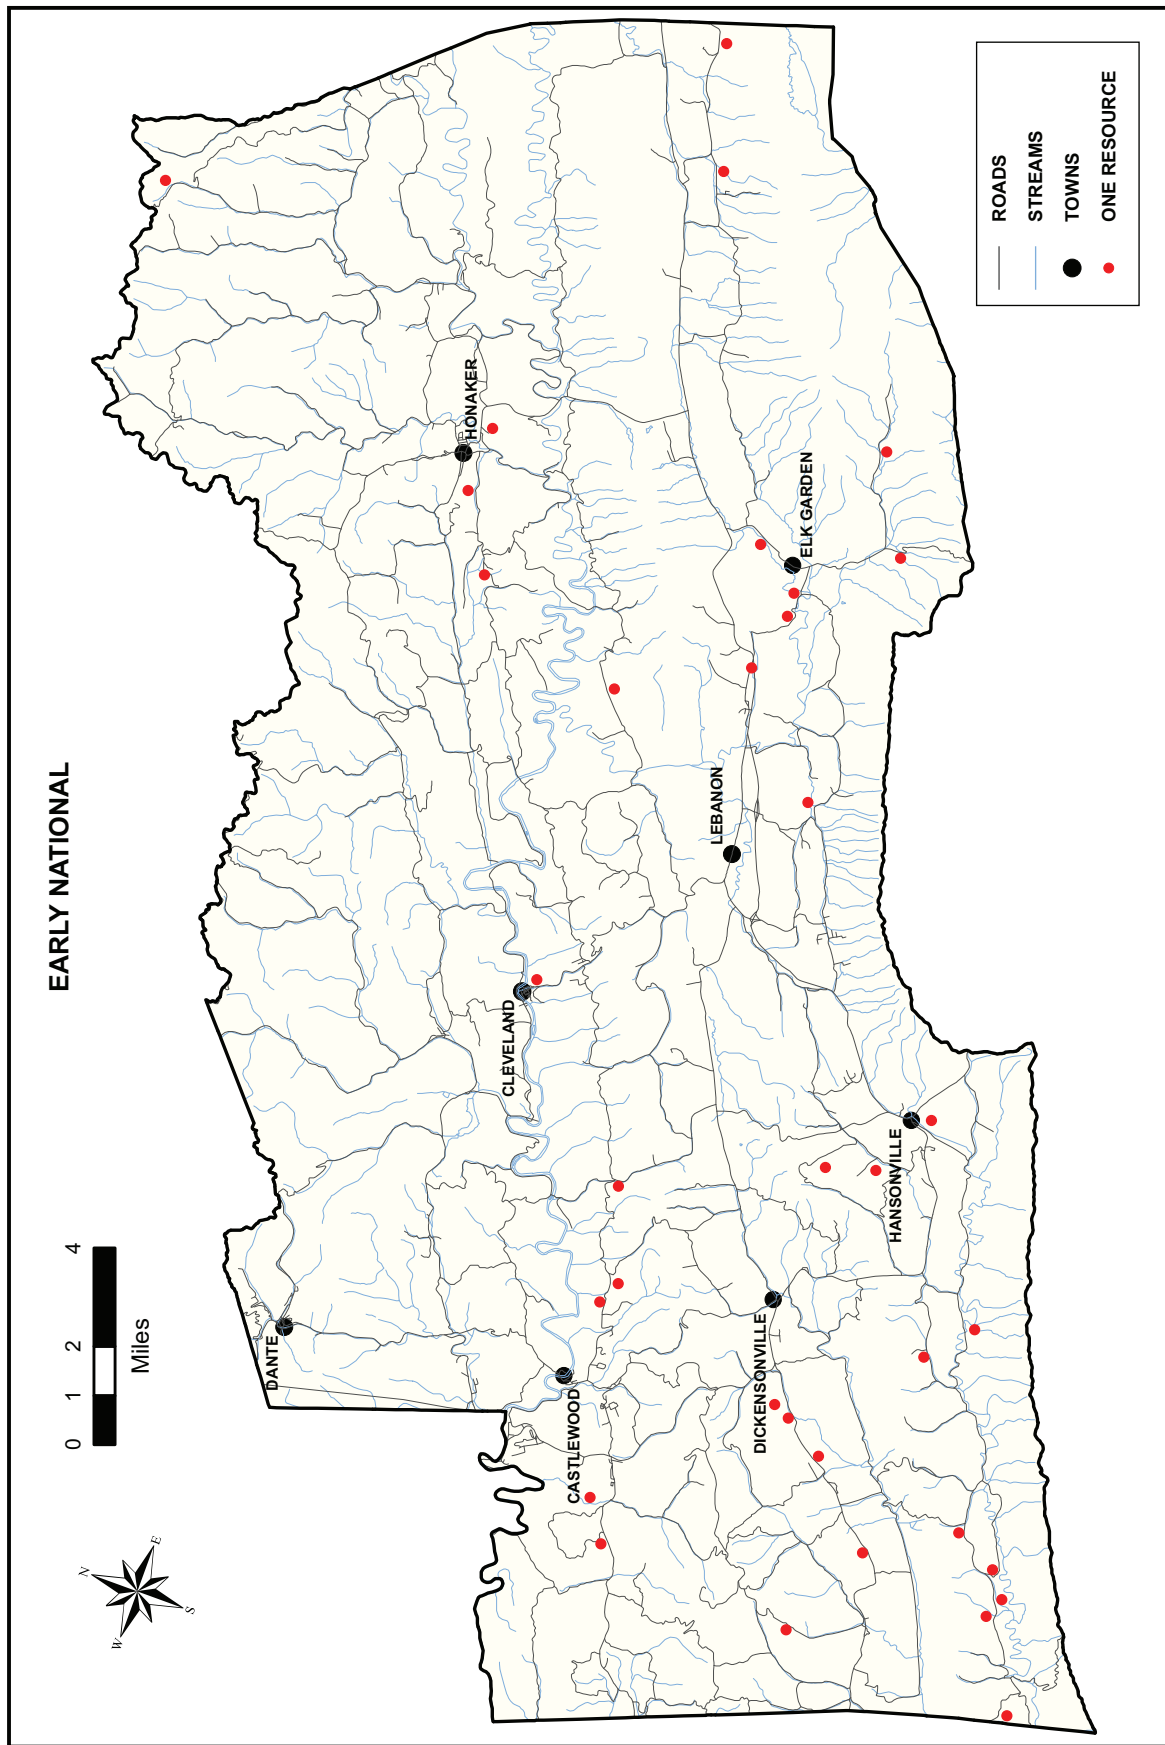 EARLY NATIONAL
N
E
S
W
0 1 2 4
Miles
DANTE
HONAKER
CLEVELAND
CASTLEWOOD
LEBANON
ELK GARDEN
DICKENSONVILLE
HANSONVILLE
ROADS
STREAMS
TOWNS
ONE RESOURCE